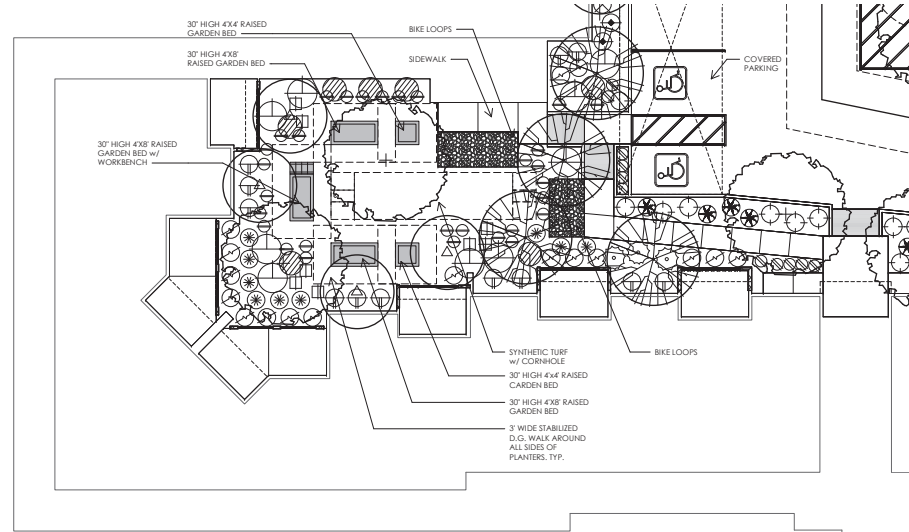 30" HIGH 4'X4' RAISED
GARDEN BED
30" HIGH 4'X8'
RAISED GARDEN BED
BIKE LOOPS
SIDEWALK
COVERED
PARKING
30" HIGH 4'X8' RAISED
GARDEN BED w/
WORKBENCH
SYNTHETIC TURF
w/ CORNHOLE
BIKE LOOPS
30" HIGH 4'x4' RAISED
CARDEN BED
30" HIGH 4'X8' RAISED
GARDEN BED
3' WIDE STABILIZED
D.G. WALK AROUND
ALL SIDES OF
PLANTERS. TYP.